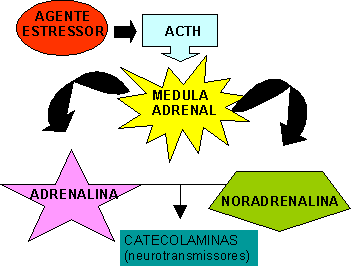 AGENTE
ESTRESSOR
ACTH
MEDULA
ADRENAL
ADRENALINA
NORADRENALINA
CATECOLAMINAS
(neurotransmissores)